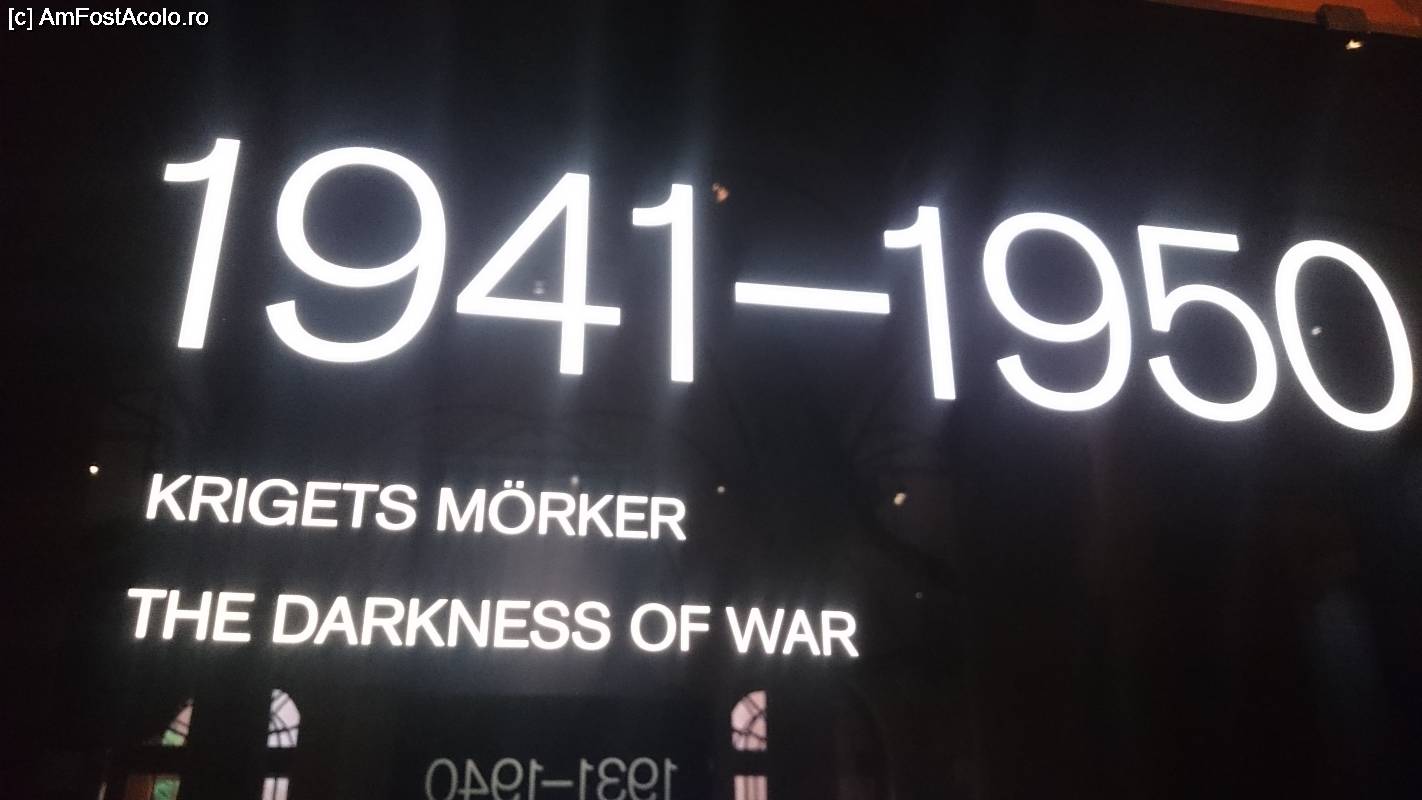 [c] AmFostAcolo.ro
1941–1950
KRIGETS MÖRKER
THE DARKNESS OF WAR
1931–1940